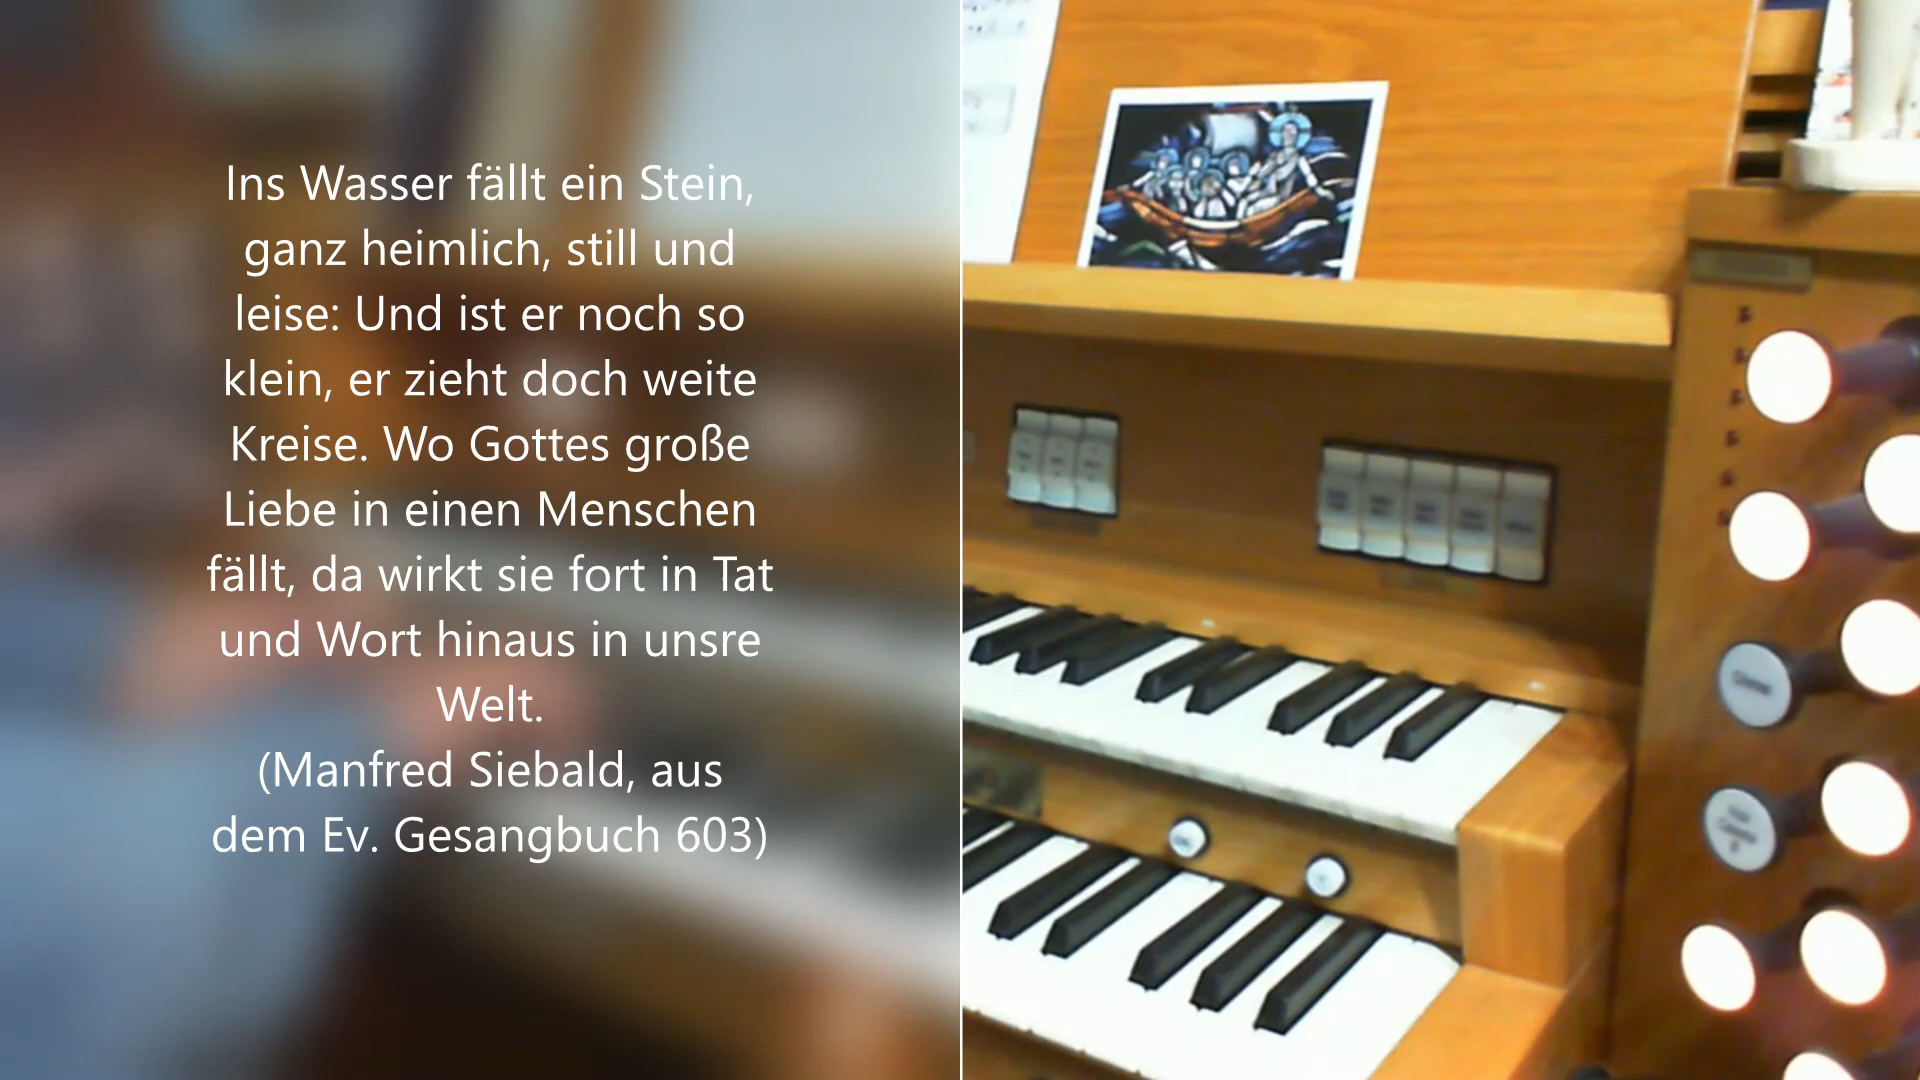 Ins Wasser fällt ein Stein,
ganz heimlich, still und
leise: Und ist er noch so
klein, er zieht doch weite
Kreise. Wo Gottes große
Liebe in einen Menschen
fällt, da wirkt sie fort in Tat
und Wort hinaus in unsre
Welt.
(Manfred Siebald, aus
dem Ev. Gesangbuch 603)